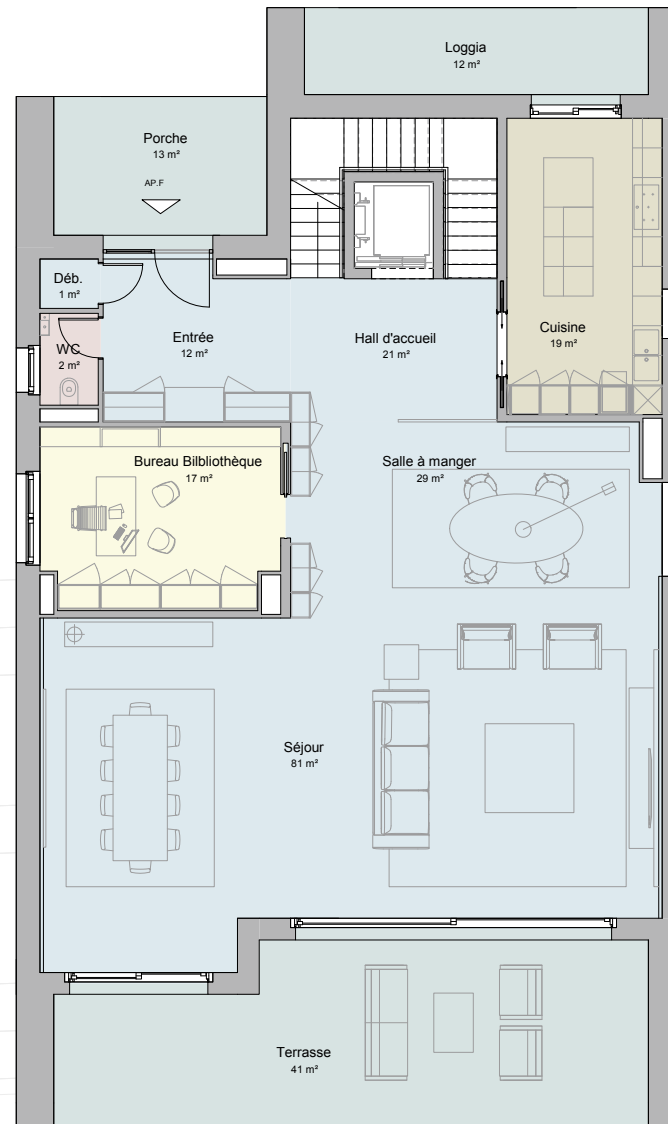 Loggia
12 m²
Porche
13 m²
AP.F
Déb.
1 m²
WC
2 m²
Entrée
12 m²
Hall d'accueil
21 m²
Cuisine
19 m²
Bureau Bilbliothèque
17 m²
Salle à manger
29 m²
Séjour
81 m²
Terrasse
41 m²